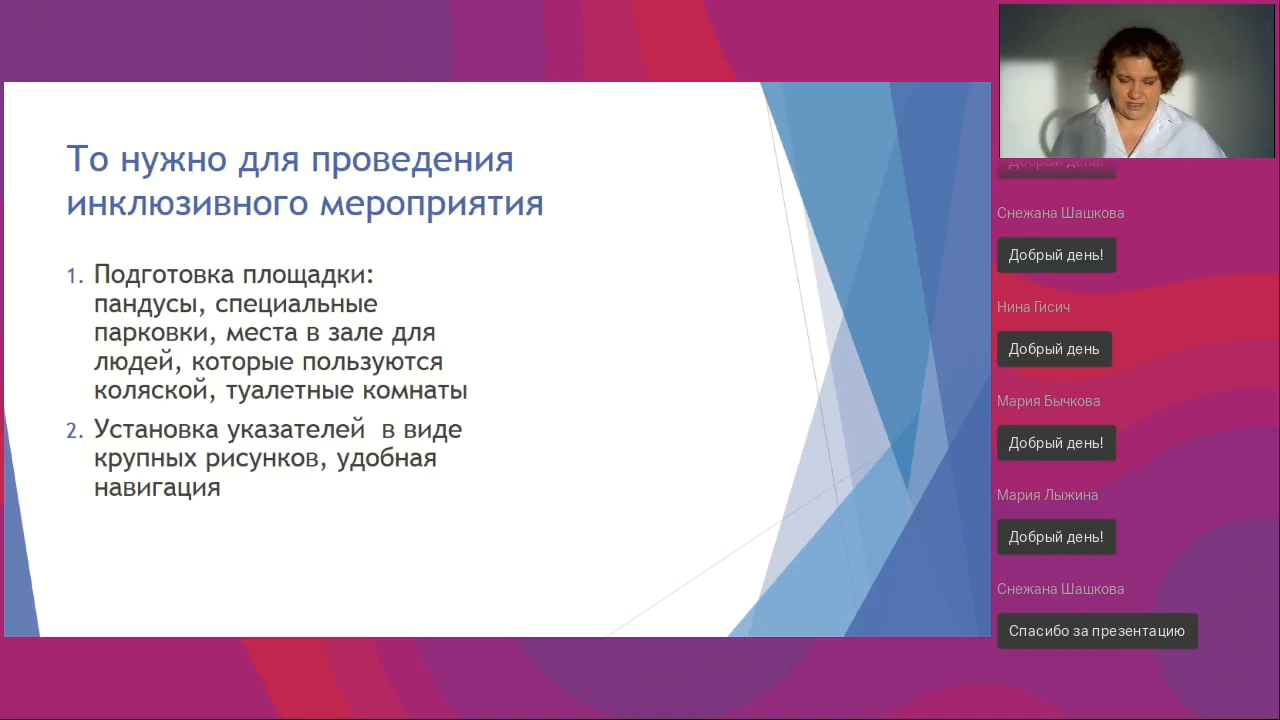 То нужно для проведения
инклюзивного мероприятия
1. Подготовка площадки:
пандусы, специальные
парковки, места в зале для
людей, которые пользуются
коляской, туалетные комнаты
2. Установка указателей в виде
крупных рисунков, удобная
навигация
Добрый день!
Снежана Шашкова
Добрый день!
Нина Гисич
Добрый день
Мария Бычкова
Добрый день!
Мария Лыжина
Добрый день!
Снежана Шашкова
Спасибо за презентацию